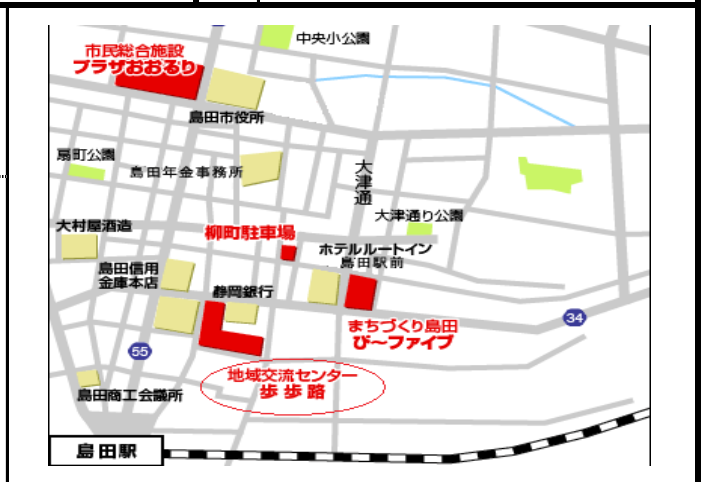 中央小公園
市民総合施設
プラザおおるり
島田市役所
扇町公園
島田年金事務所
大津通
大津通り公園
大村屋酒造
柳町駐車場
ホテルルートイン
島田駅前
島田信用
金庫本店
静岡銀行
まちづくり島田
ぴ〜ファイブ
34
55
地域交流センター
歩歩路
島田商工会議所
島田駅